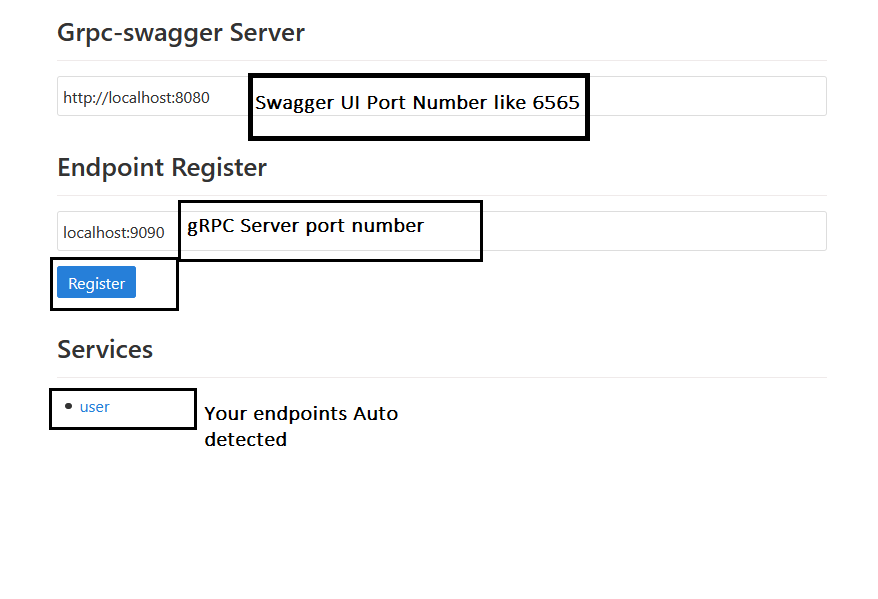 Grpc-swagger Server
http://localhost:8080
Swagger UI Port Number like 6565
Endpoint Register
localhost:9090
gRPC Server port number
Register
Services
user
Your endpoints Auto
detected